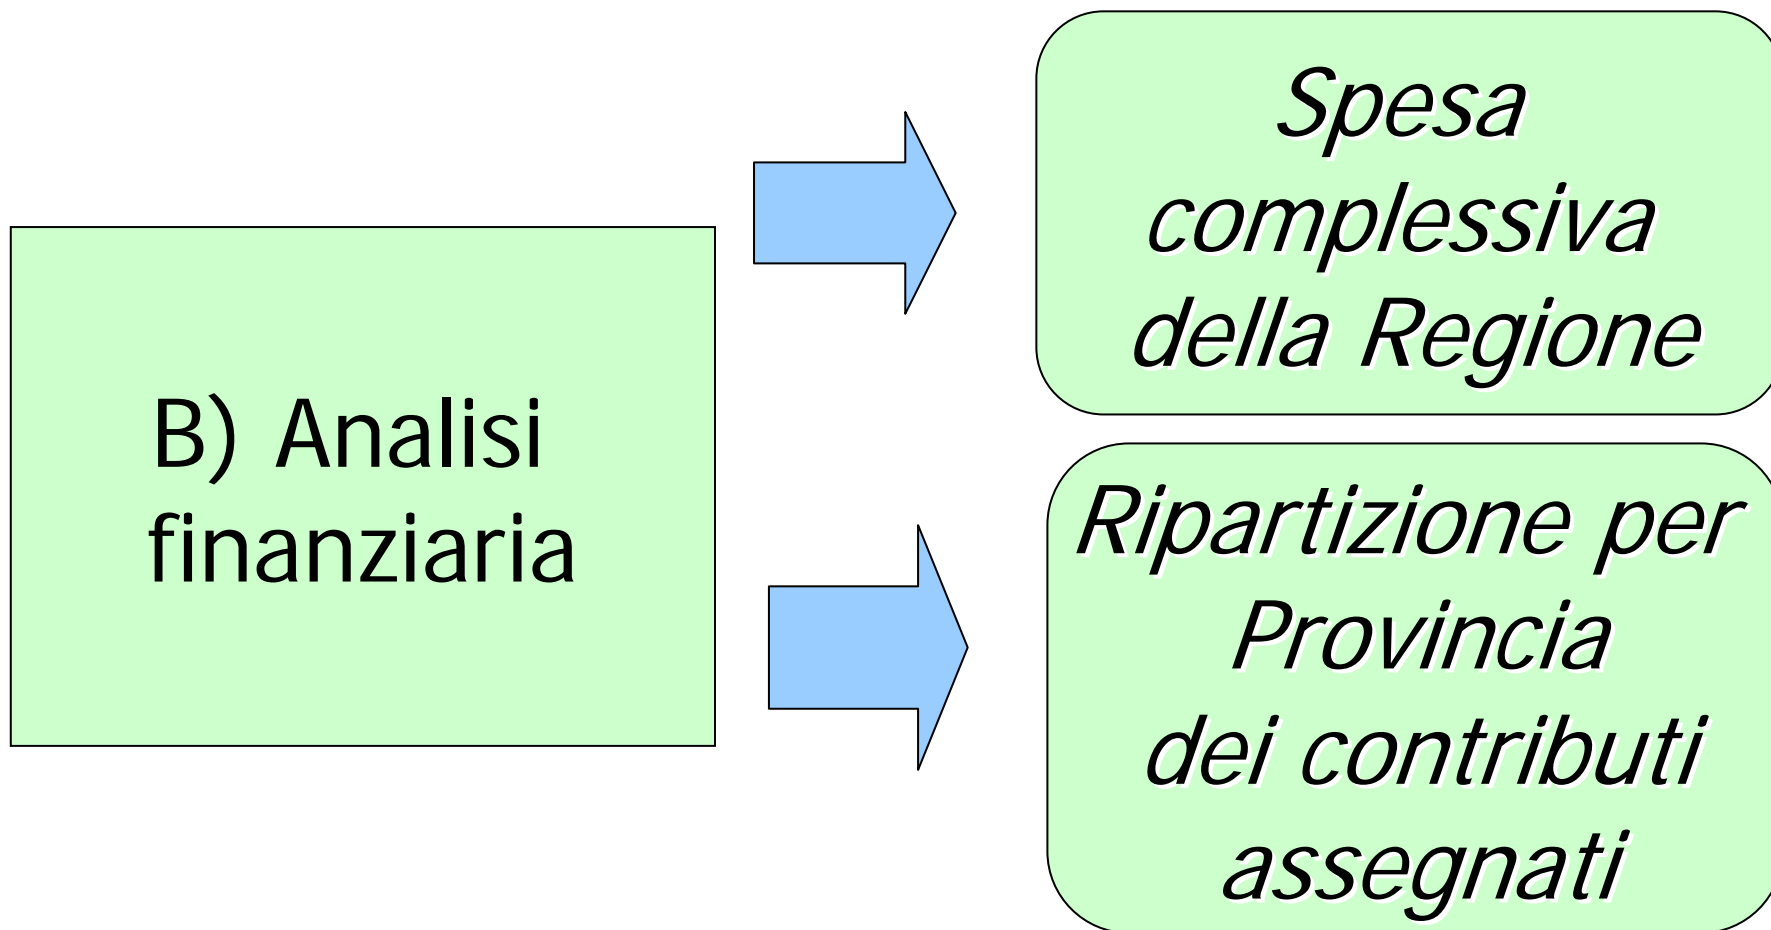 B) Analisi
finanziaria
Spesa
complessiva
della Regione
Ripartizione per
Provincia
dei contributi
assegnati